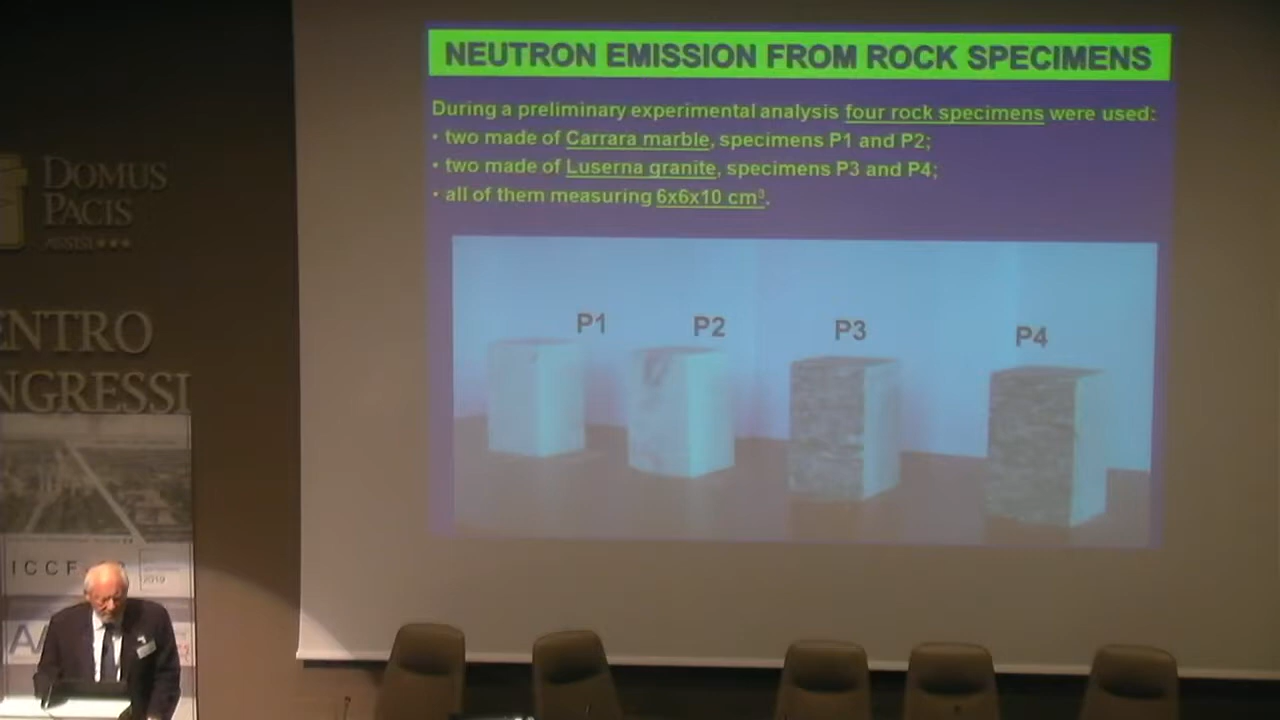 NEUTRON EMISSION FROM ROCK SPECIMENS
During a preliminary experimental analysis four rock specimens were used:
• two made of Carrara marble, specimens P1 and P2;
• two made of Luserna granite, specimens P3 and P4;
• all of them measuring 6x6x10 cm³.
P1 P2 P3 P4
DOMUS
PACIS
ASSISI ★★★
ENTRO
NGRESSI
ICCF
2019